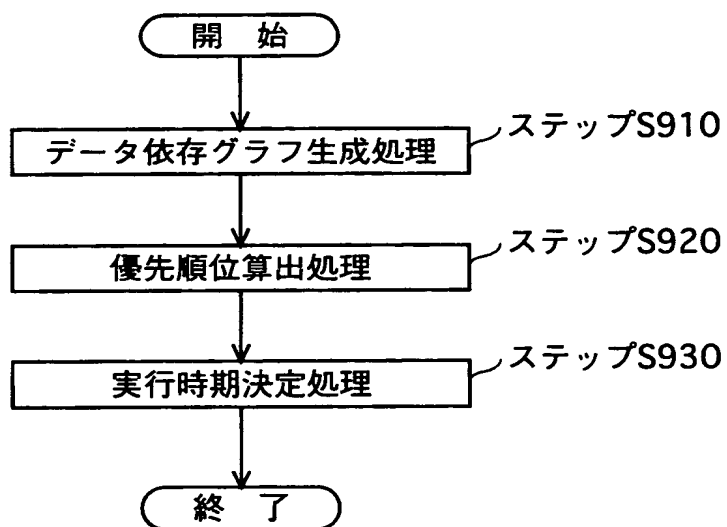 開 始
ステップS910
データ依存グラフ生成処理
ステップS920
優先順位算出処理
ステップS930
実行時期決定処理
終 了